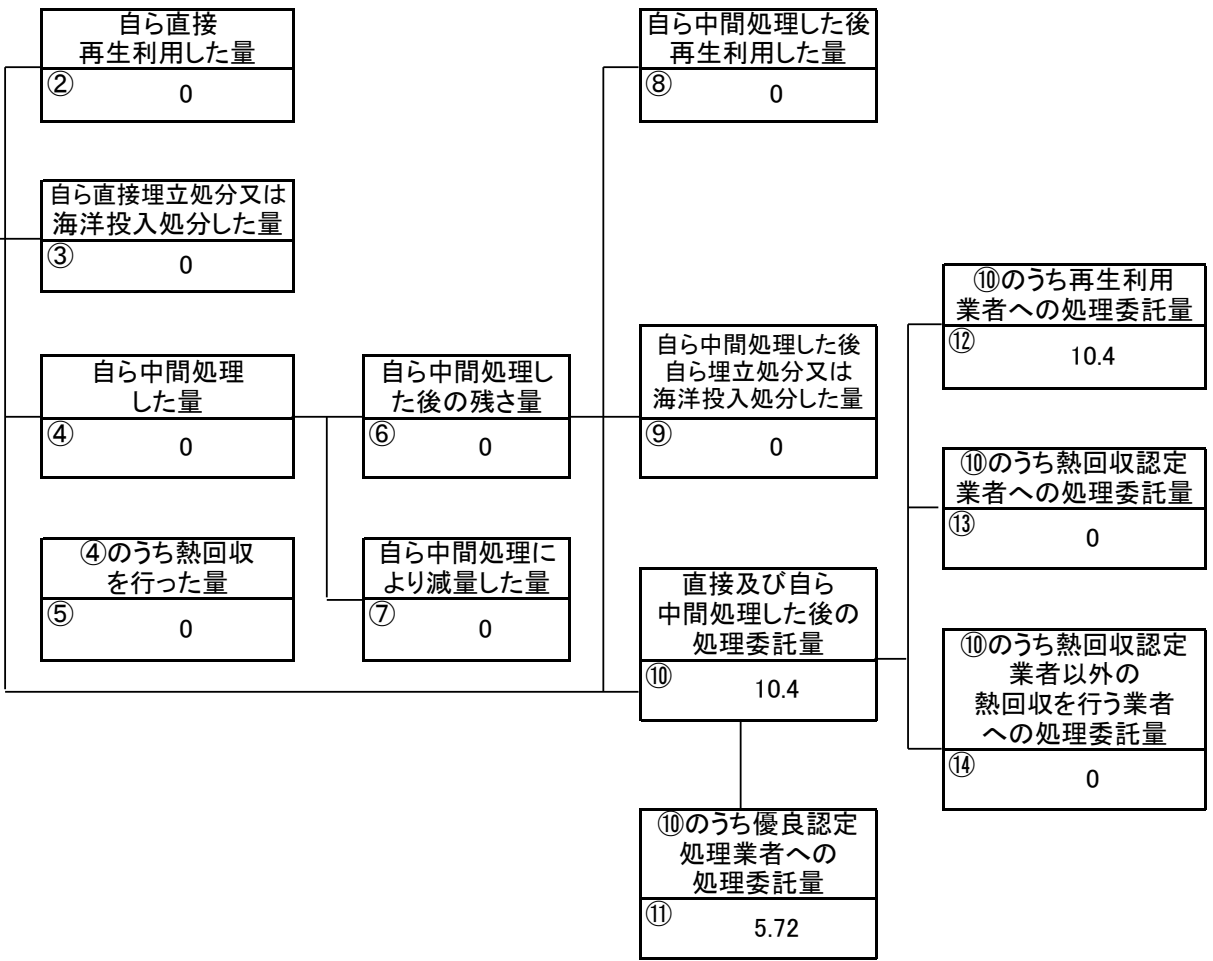 自ら直接
再生利用した量
②
0
自ら直接埋立処分又は
海洋投入処分した量
③
0
自ら中間処理
した量
④
0
④のうち熱回収
を行った量
⑤
0
自ら中間処理し
た後の残さ量
⑥
0
自ら中間処理に
より減量した量
⑦
0
自ら中間処理した後
再生利用した量
⑧
0
自ら中間処理した後
自ら埋立処分又は
海洋投入処分した量
⑨
0
直接及び自ら
中間処理した後の
処理委託量
⑩
10.4
⑩のうち優良認定
処理業者への
処理委託量
⑪
5.72
⑩のうち再生利用
業者への処理委託量
⑫
10.4
⑩のうち熱回収認定
業者への処理委託量
⑬
0
⑩のうち熱回収認定
業者以外の
熱回収を行う業者
への処理委託量
⑭
0